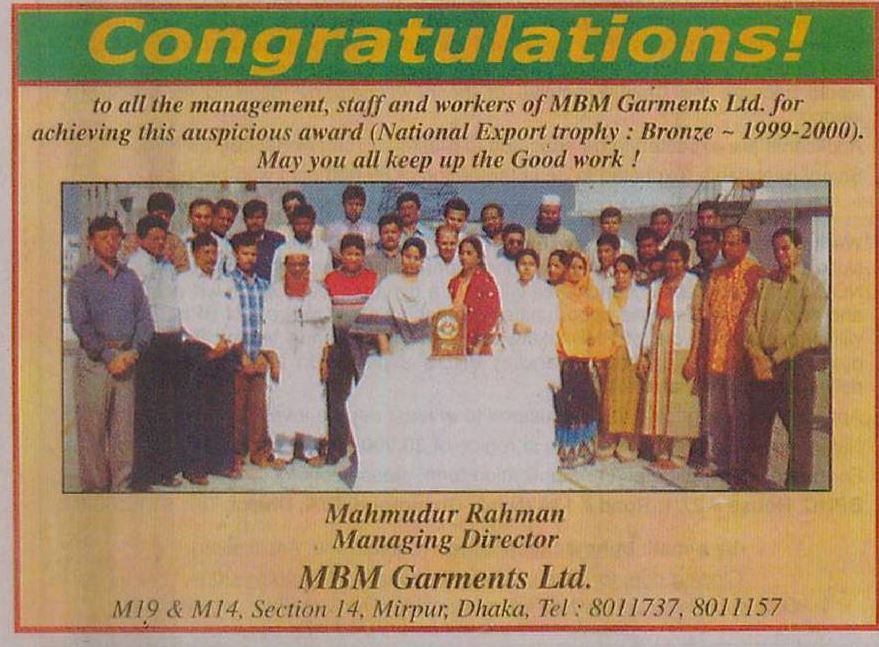 Congratulations!
to all the management, staff and workers of MBM Garments Ltd. for
achieving this auspicious award (National Export trophy : Bronze ~ 1999-2000).
May you all keep up the Good work !
Mahmudur Rahman
Managing Director
MBM Garments Ltd.
M19 & M14, Section 14, Mirpur, Dhaka, Tel : 8011737, 8011157